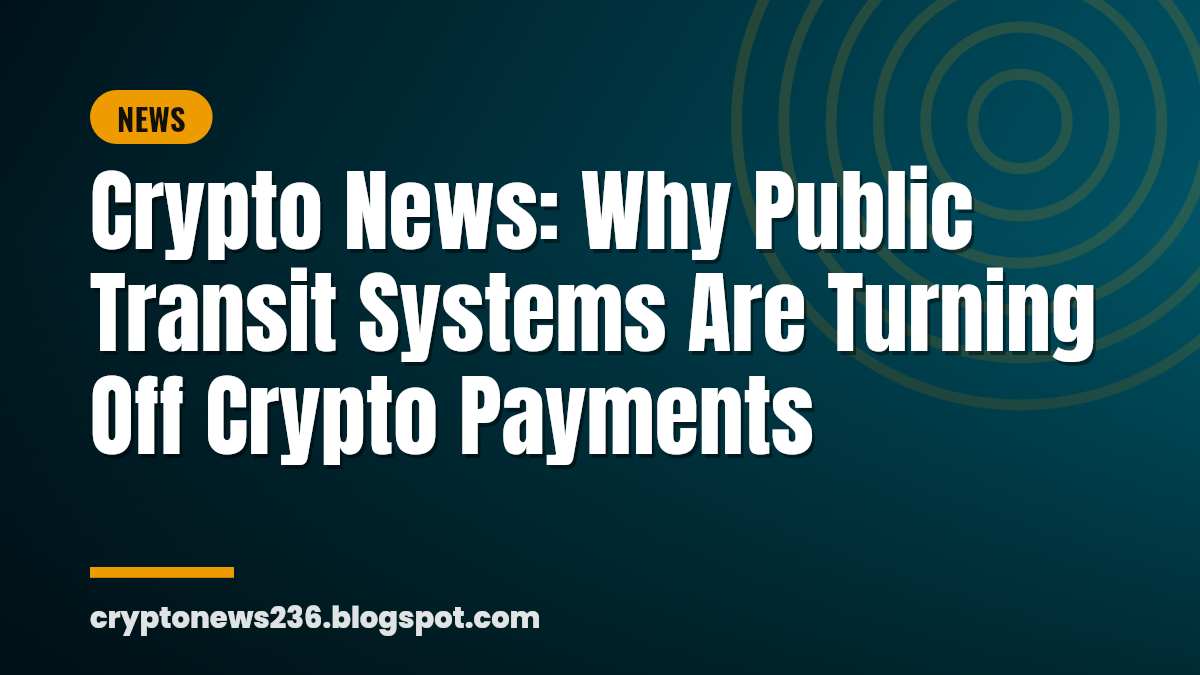 NEWS
Crypto News: Why Public
Transit Systems Are Turning
Off Crypto Payments
cryptonews236.blogspot.com